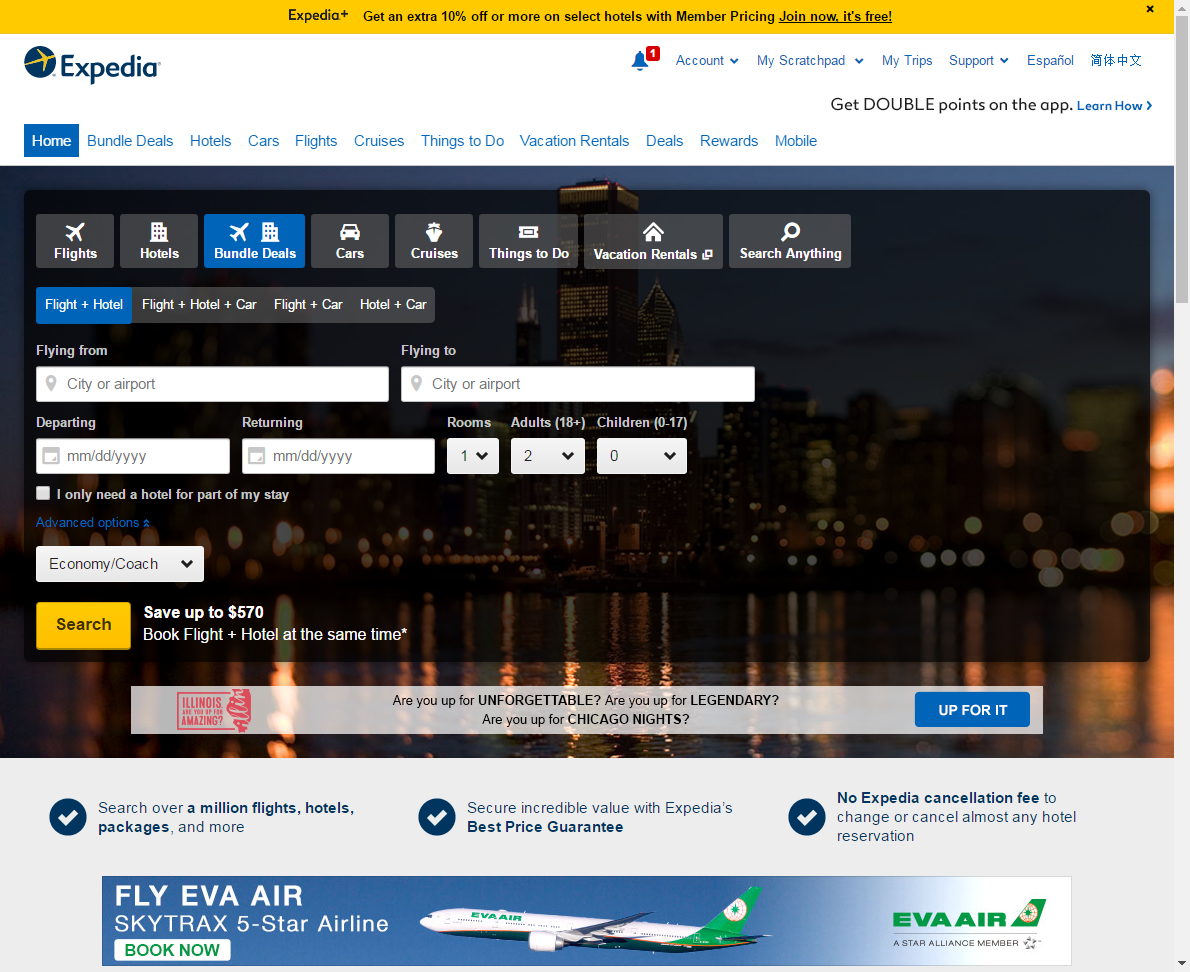 Expedia+ Get an extra 10% off or more on select hotels with Member Pricing Join now, it's free! ×
Expedia
1 Account My Scratchpad My Trips Support Español 简体中文
Get DOUBLE points on the app. Learn How
Home Bundle Deals Hotels Cars Flights Cruises Things to Do Vacation Rentals Deals Rewards Mobile
Flights Hotels Bundle Deals Cars Cruises Things to Do Vacation Rentals Search Anything
Flight + Hotel Flight + Hotel + Car Flight + Car Hotel + Car
Flying from Flying to
City or airport City or airport
Departing Returning Rooms Adults (18+) Children (0-17)
mm/dd/yyyy mm/dd/yyyy 1 2 0
I only need a hotel for part of my stay
Advanced options
Economy/Coach
Search
Save up to $570
Book Flight + Hotel at the same time*
ILLINOIS
ARE YOU UP FOR
AMAZING?
Are you up for UNFORGETTABLE? Are you up for LEGENDARY?
Are you up for CHICAGO NIGHTS?
UP FOR IT
Search over a million flights, hotels,
packages, and more
Secure incredible value with Expedia's
Best Price Guarantee
No Expedia cancellation fee to
change or cancel almost any hotel
reservation
FLY EVA AIR
SKYTRAX 5-Star Airline
BOOK NOW
EVA AIR
EVA AIR
A STAR ALLIANCE MEMBER